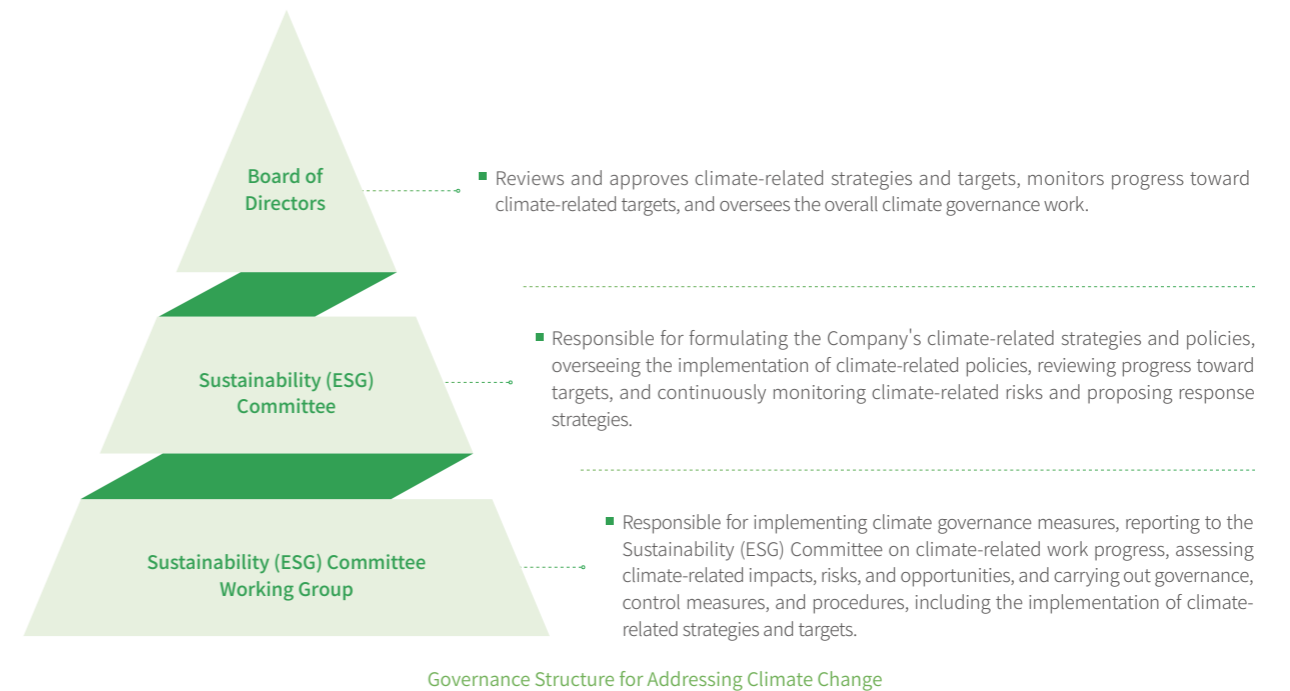 Board of
Directors
Reviews and approves climate-related strategies and targets, monitors progress toward
climate-related targets, and oversees the overall climate governance work.
Sustainability (ESG)
Committee
Responsible for formulating the Company's climate-related strategies and policies,
overseeing the implementation of climate-related policies, reviewing progress toward
targets, and continuously monitoring climate-related risks and proposing response
strategies.
Sustainability (ESG) Committee
Working Group
Responsible for implementing climate governance measures, reporting to the
Sustainability (ESG) Committee on climate-related work progress, assessing
climate-related impacts, risks, and opportunities, and carrying out governance,
control measures, and procedures, including the implementation of climate-
related strategies and targets.
Governance Structure for Addressing Climate Change